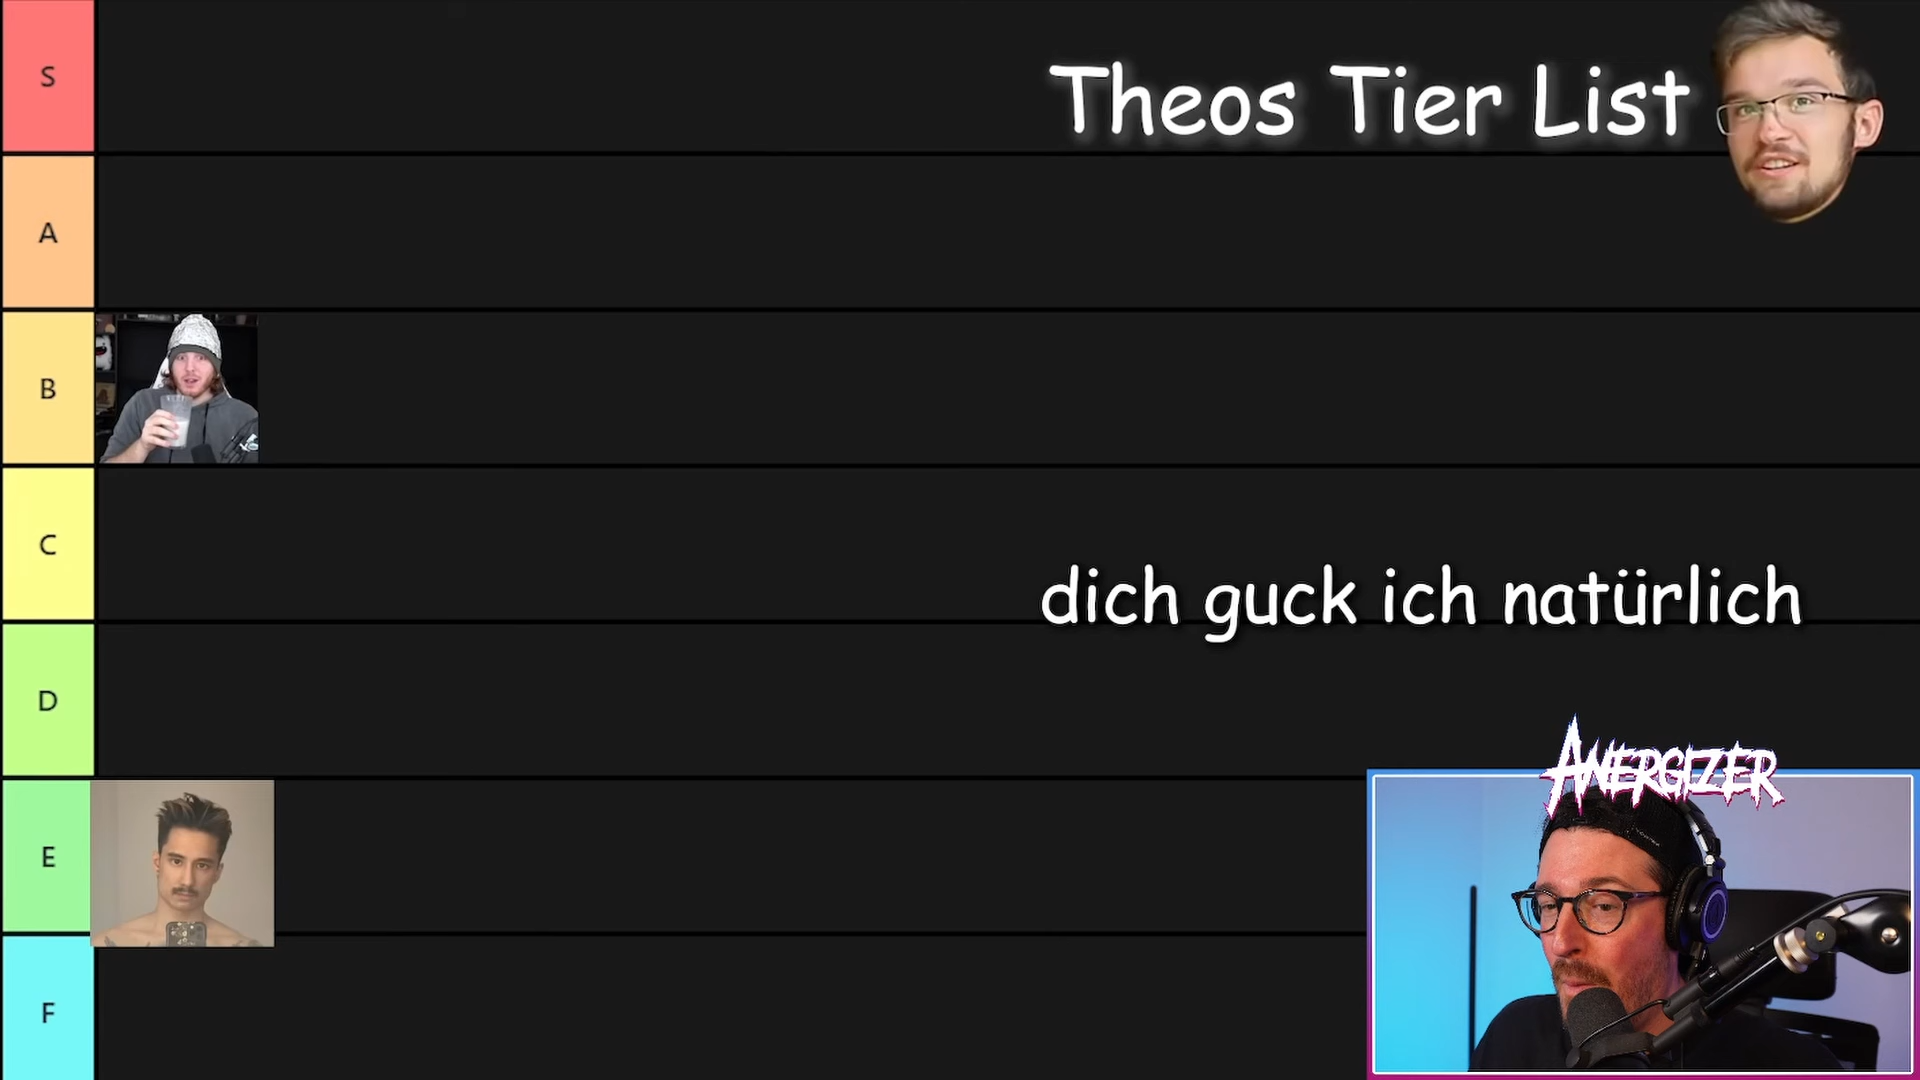 S
Theos Tier List
A
B
C
dich guck ich natürlich
D
ANERGIZER
E
F